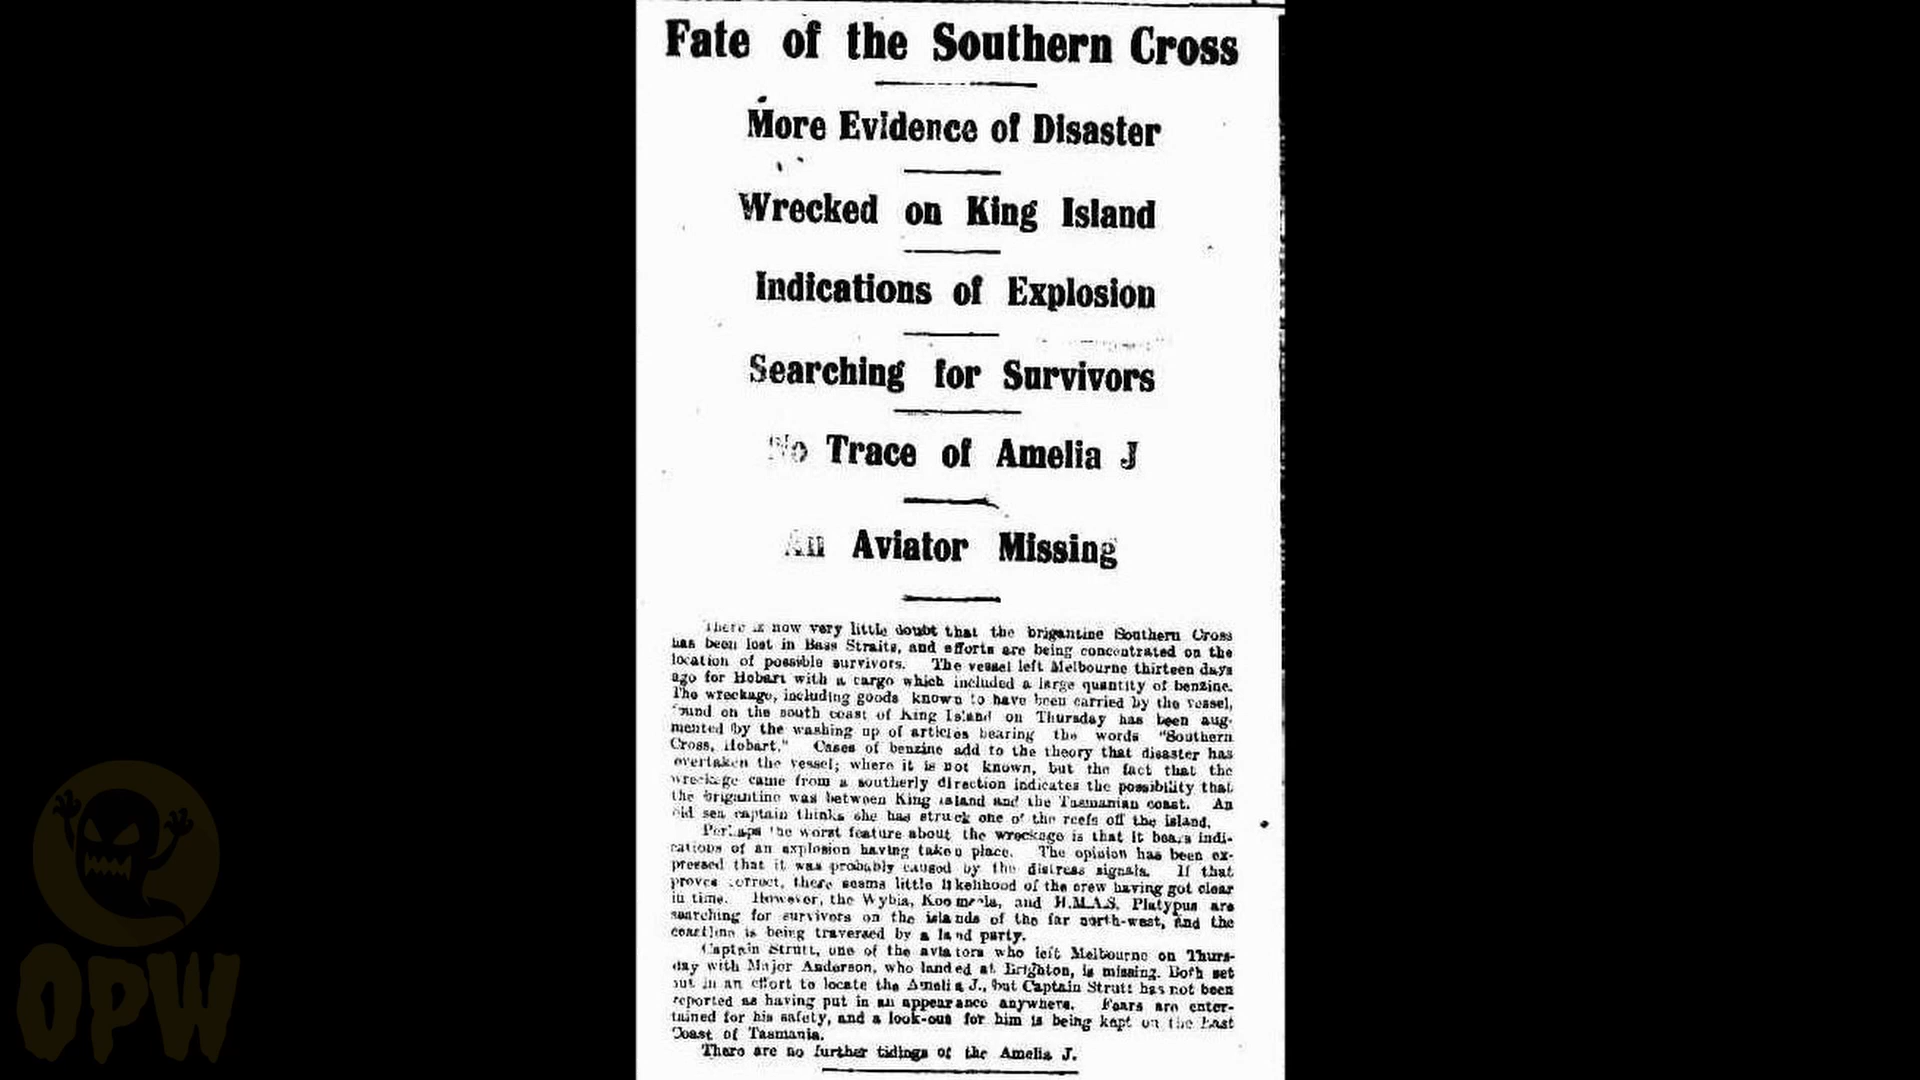 Fate of the Southern Cross
More Evidence of Disaster
Wrecked on King Island
Indications of Explosion
Searching for Survivors
No Trace of Amelia J
An Aviator Missing
There is now very little doubt that the brigantine Southern Cross
has been lost in Bass Straits, and efforts are being concentrated on the
location of possible survivors. The vessel left Melbourne thirteen days
ago for Hobart with a cargo which included a large quantity of benzine.
The wreckage, including goods known to have been carried by the vessel,
found on the south coast of King Island on Thursday has been aug-
mented by the washing up of articles bearing the words "Southern
Cross, Hobart." Cases of benzine add to the theory that disaster has
overtaken the vessel; where it is not known, but the fact that the
wreckage came from a southerly direction indicates the possibility that
the brigantine was between King Island and the Tasmanian coast. An
old sea captain thinks she has struck one of the reefs off the island.
Perhaps the worst feature about the wreckage is that it bears indi-
cations of an explosion having taken place. The opinion has been ex-
pressed that it was probably caused by the distress signals. If that
proves correct, there seems little likelihood of the crew having got clear
in time. However, the Wybia, Koomeela, and H.M.A.S. Platypus are
searching for survivors on the islands of the far north-west, and the
coastline is being traversed by a land party.
Captain Strutt, one of the aviators who left Melbourne on Thurs-
day with Major Anderson, who landed at Brighton, is missing. Both set
out in an effort to locate the Amelia J., but Captain Strutt has not been
reported as having put in an appearance anywhere. Fears are enter-
tained for his safety, and a look-out for him is being kept on the East
Coast of Tasmania.
There are no further tidings of the Amelia J.
OPW